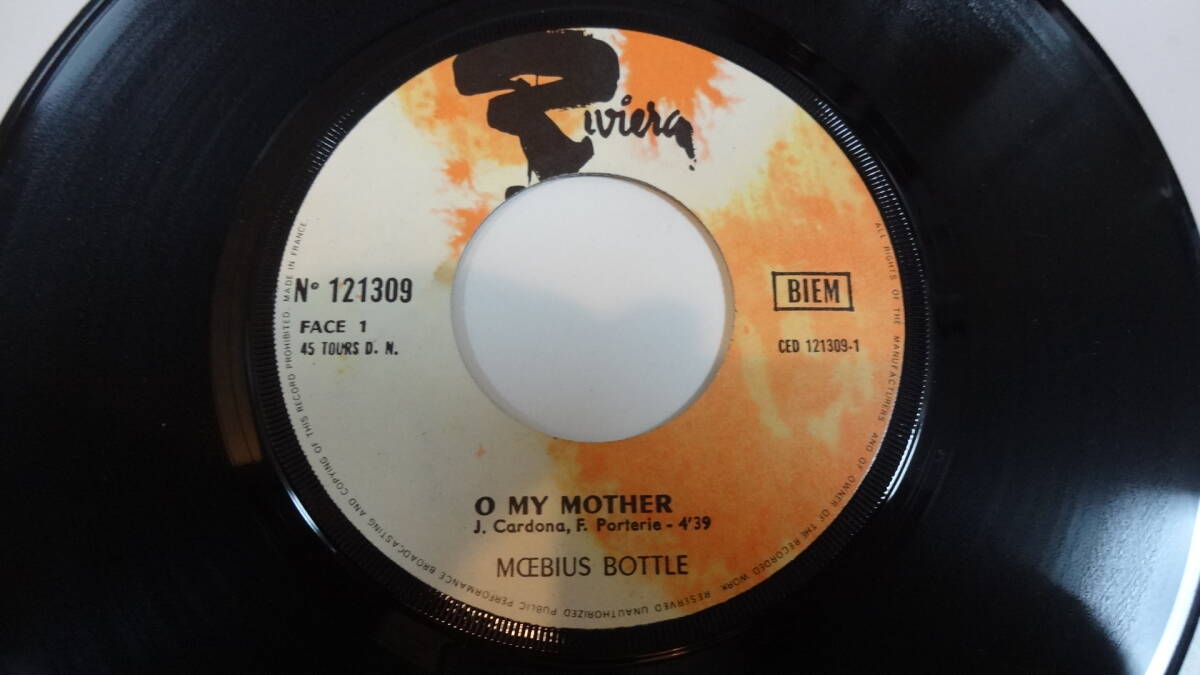 Riviera
N° 121309
FACE 1
45 TOURS D. N.
BIEM
CED 121309-1
O MY MOTHER
J. Cardona, F. Porterie - 4'39
MŒBIUS BOTTLE
ALL RIGHTS OF THE MANUFACTURERS AND OF OWNER OF THE RECORDED WORK RESERVED UNAUTHORIZED PUBLIC PERFORMANCE BROADCASTING AND COPYING OF THIS RECORD PROHIBITED MADE IN FRANCE